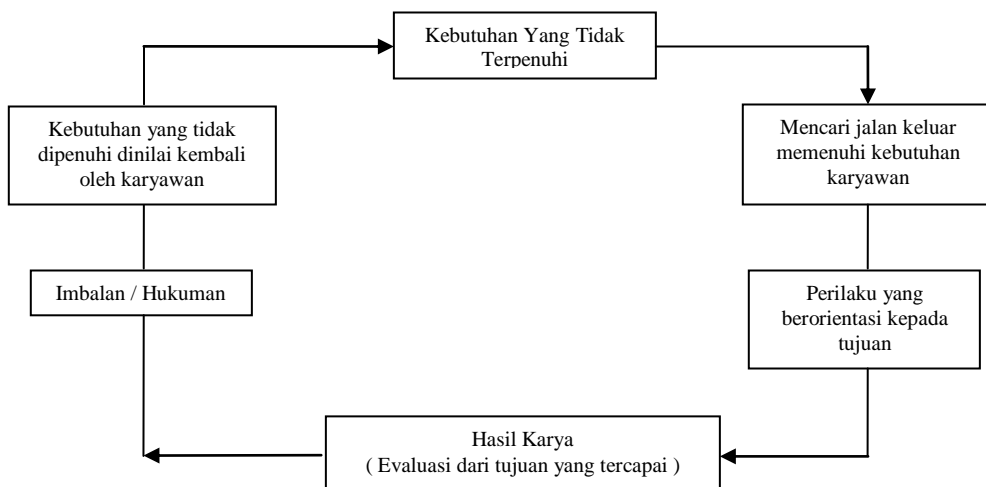 Kebutuhan Yang Tidak
Terpenuhi
Mencari jalan keluar
memenuhi kebutuhan
karyawan
Perilaku yang
berorientasi kepada
tujuan
Hasil Karya
( Evaluasi dari tujuan yang tercapai )
Imbalan / Hukuman
Kebutuhan yang tidak
dipenuhi dinilai kembali
oleh karyawan